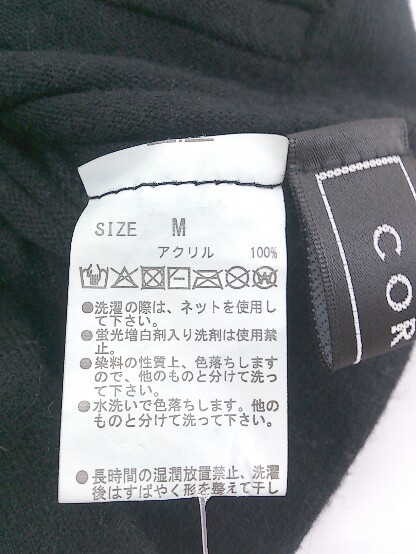 SIZE M
アクリル 100%
●洗濯の際は、ネットを使用し
て下さい。
●蛍光増白剤入り洗剤は使用禁
止。
●染料の性質上、色落ちします
ので、他のものと分けて洗っ
て下さい。
●水洗いで色落ちします。他の
ものと分けて洗って下さい。
●長時間の湿潤放置禁止、洗濯
後はすばやく形を整えて干し
COR